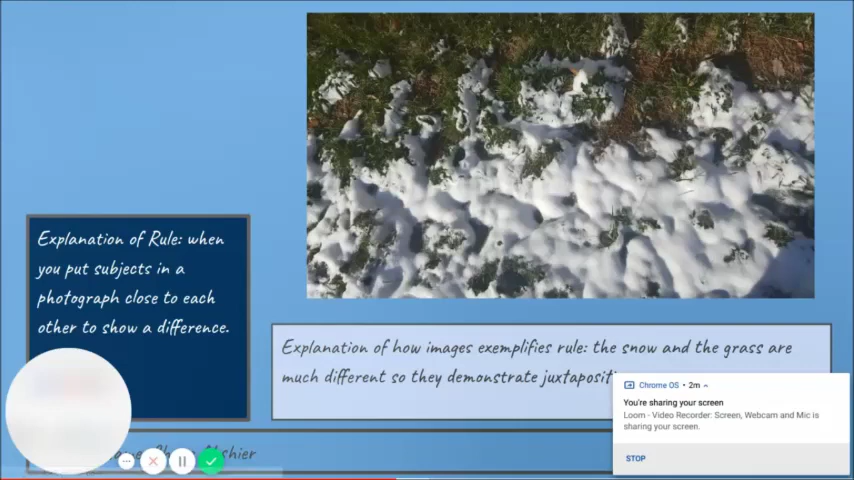 Explanation of Rule: when
you put subjects in a
photograph close to each
other to show a difference.
Explanation of how images exemplifies rule: the snow and the grass are
much different so they demonstrate
Chrome OS • 2m
You're sharing your screen
Loom - Video Recorder: Screen, Webcam and Mic is
sharing your screen.
STOP